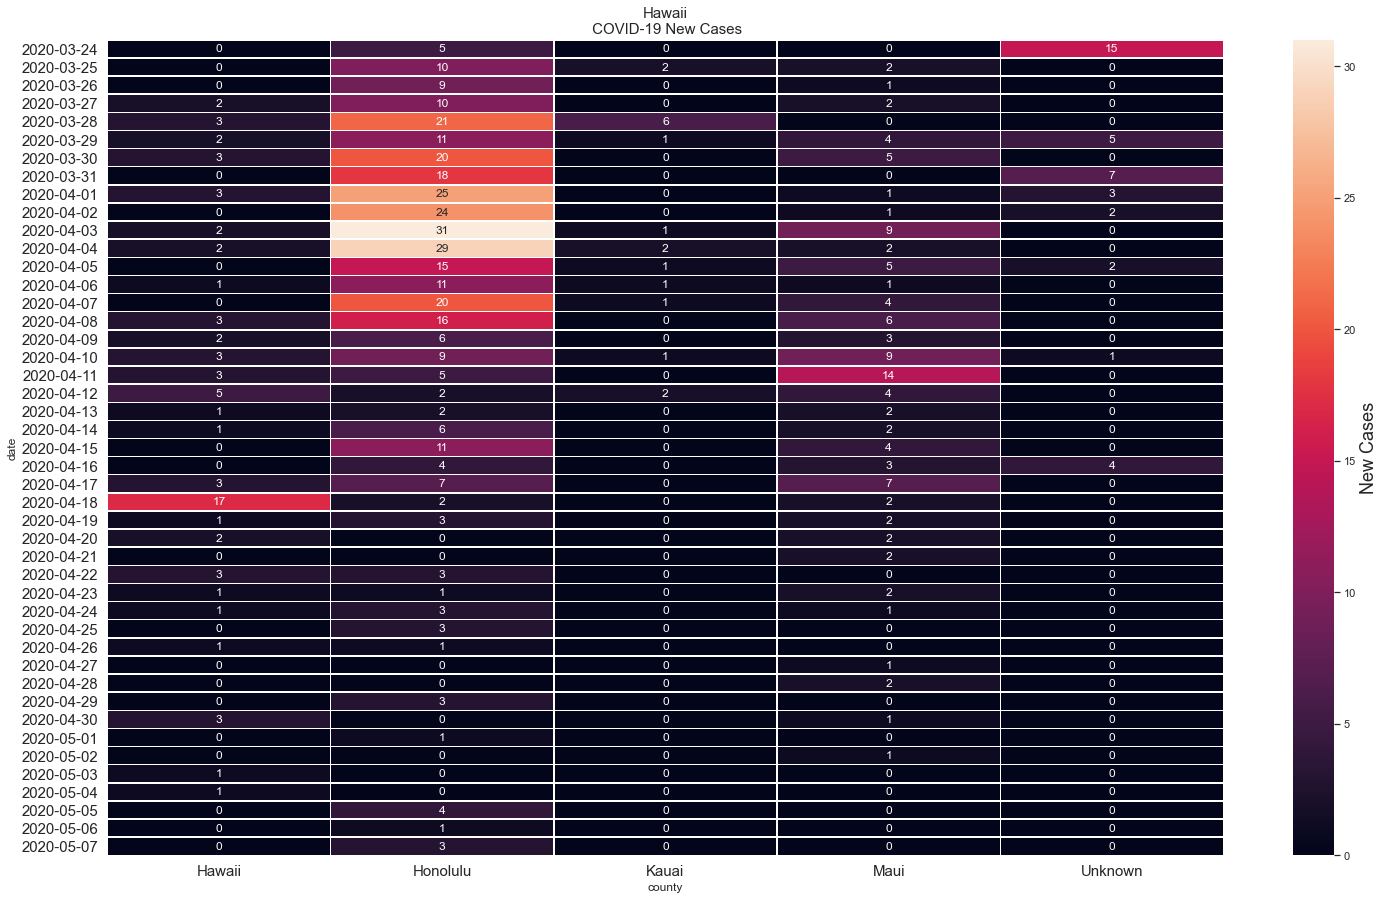 Hawaii
COVID-19 New Cases
2020-03-24 0 5 0 0 15
2020-03-25 0 10 2 2 0
2020-03-26 0 9 0 1 0
2020-03-27 2 10 0 2 0
2020-03-28 3 21 6 0 0
2020-03-29 2 11 1 4 5
2020-03-30 3 20 0 5 0
2020-03-31 0 18 0 0 7
2020-04-01 3 25 0 1 3
2020-04-02 0 24 0 1 2
2020-04-03 2 31 1 9 0
2020-04-04 2 29 2 2 0
2020-04-05 0 15 1 5 2
2020-04-06 1 11 1 1 0
2020-04-07 0 20 1 4 0
2020-04-08 3 16 0 6 0
2020-04-09 2 6 0 3 0
2020-04-10 3 9 1 9 1
2020-04-11 3 5 0 14 0
2020-04-12 5 2 2 4 0
2020-04-13 1 2 0 2 0
2020-04-14 1 6 0 2 0
2020-04-15 0 11 0 4 0
2020-04-16 0 4 0 3 4
2020-04-17 3 7 0 7 0
2020-04-18 17 2 0 2 0
2020-04-19 1 3 0 2 0
2020-04-20 2 0 0 2 0
2020-04-21 0 0 0 2 0
2020-04-22 3 3 0 0 0
2020-04-23 1 1 0 2 0
2020-04-24 1 3 0 1 0
2020-04-25 0 3 0 0 0
2020-04-26 1 1 0 0 0
2020-04-27 0 0 0 1 0
2020-04-28 0 0 0 2 0
2020-04-29 0 3 0 0 0
2020-04-30 3 0 0 1 0
2020-05-01 0 1 0 0 0
2020-05-02 0 0 0 1 0
2020-05-03 1 0 0 0 0
2020-05-04 1 0 0 0 0
2020-05-05 0 4 0 0 0
2020-05-06 0 1 0 0 0
2020-05-07 0 3 0 0 0
Hawaii Honolulu Kauai Maui Unknown
county
date
30
25
20
15
10
5
0
New Cases